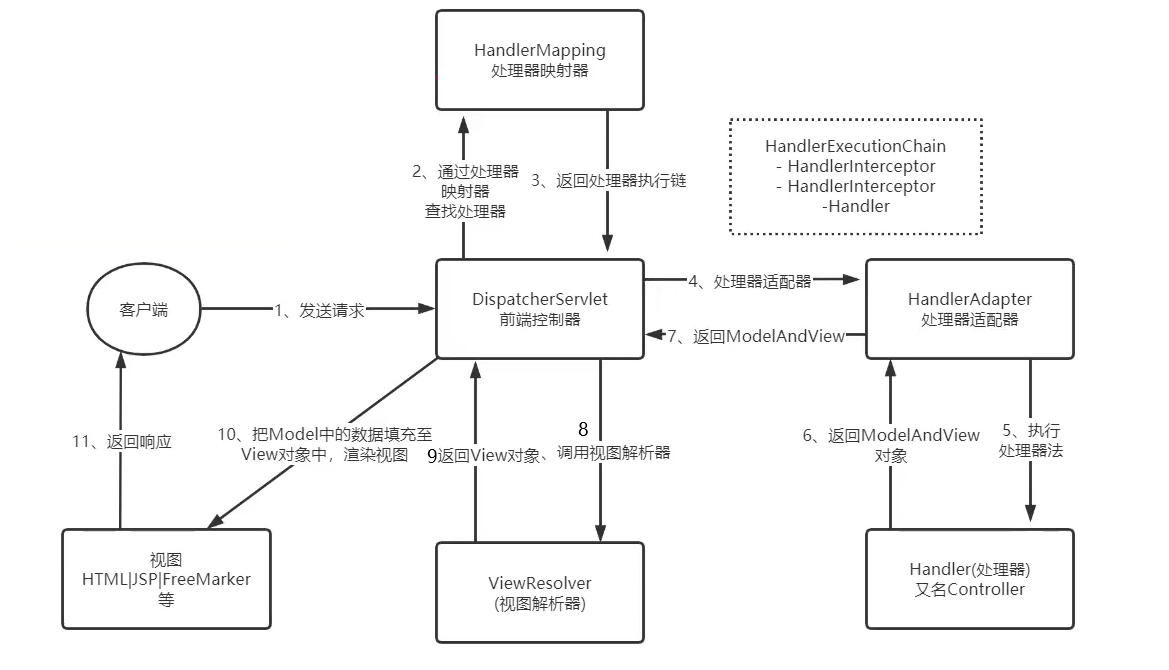 HandlerMapping
处理器映射器
HandlerExecutionChain
- HandlerInterceptor
- HandlerInterceptor
-Handler
2、通过处理器
映射器
查找处理器
3、返回处理器执行链
客户端
1、发送请求
DispatcherServlet
前端控制器
4、处理器适配器
7、返回ModelAndView
HandlerAdapter
处理器适配器
11、返回响应
10、把Model中的数据填充至
View对象中，渲染视图
9返回View对象
8
、调用视图解析器
6、返回ModelAndView
对象
5、执行
处理器法
视图
HTML|JSP|FreeMarker
等
ViewResolver
(视图解析器)
Handler(处理器)
又名Controller